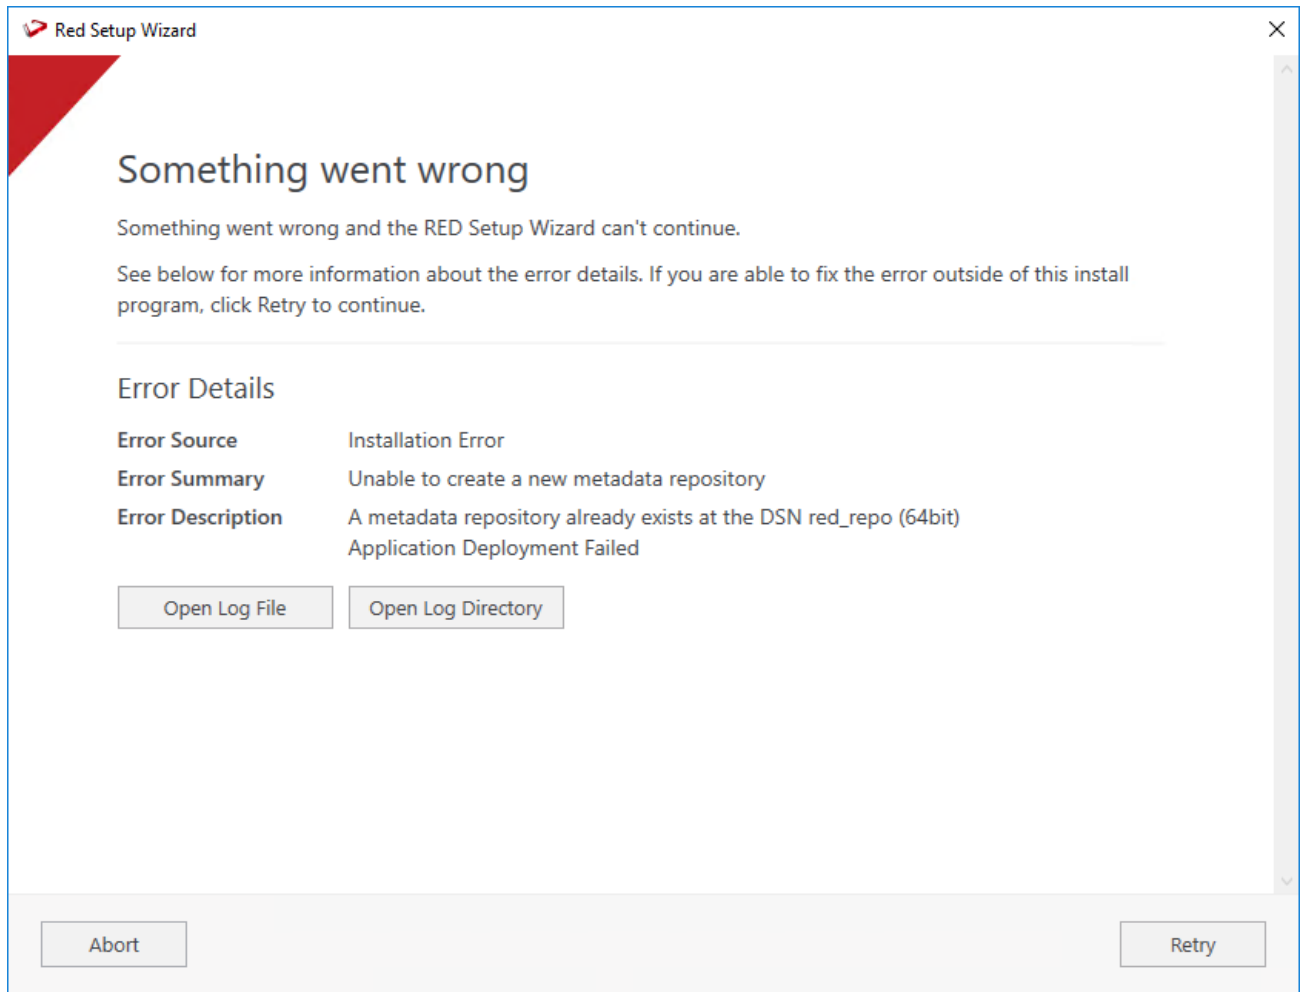 Red Setup Wizard
Something went wrong
Something went wrong and the RED Setup Wizard can't continue.
See below for more information about the error details. If you are able to fix the error outside of this install
program, click Retry to continue.
Error Details
Error Source Installation Error
Error Summary Unable to create a new metadata repository
Error Description A metadata repository already exists at the DSN red_repo (64bit)
Application Deployment Failed
Open Log File Open Log Directory
Abort Retry